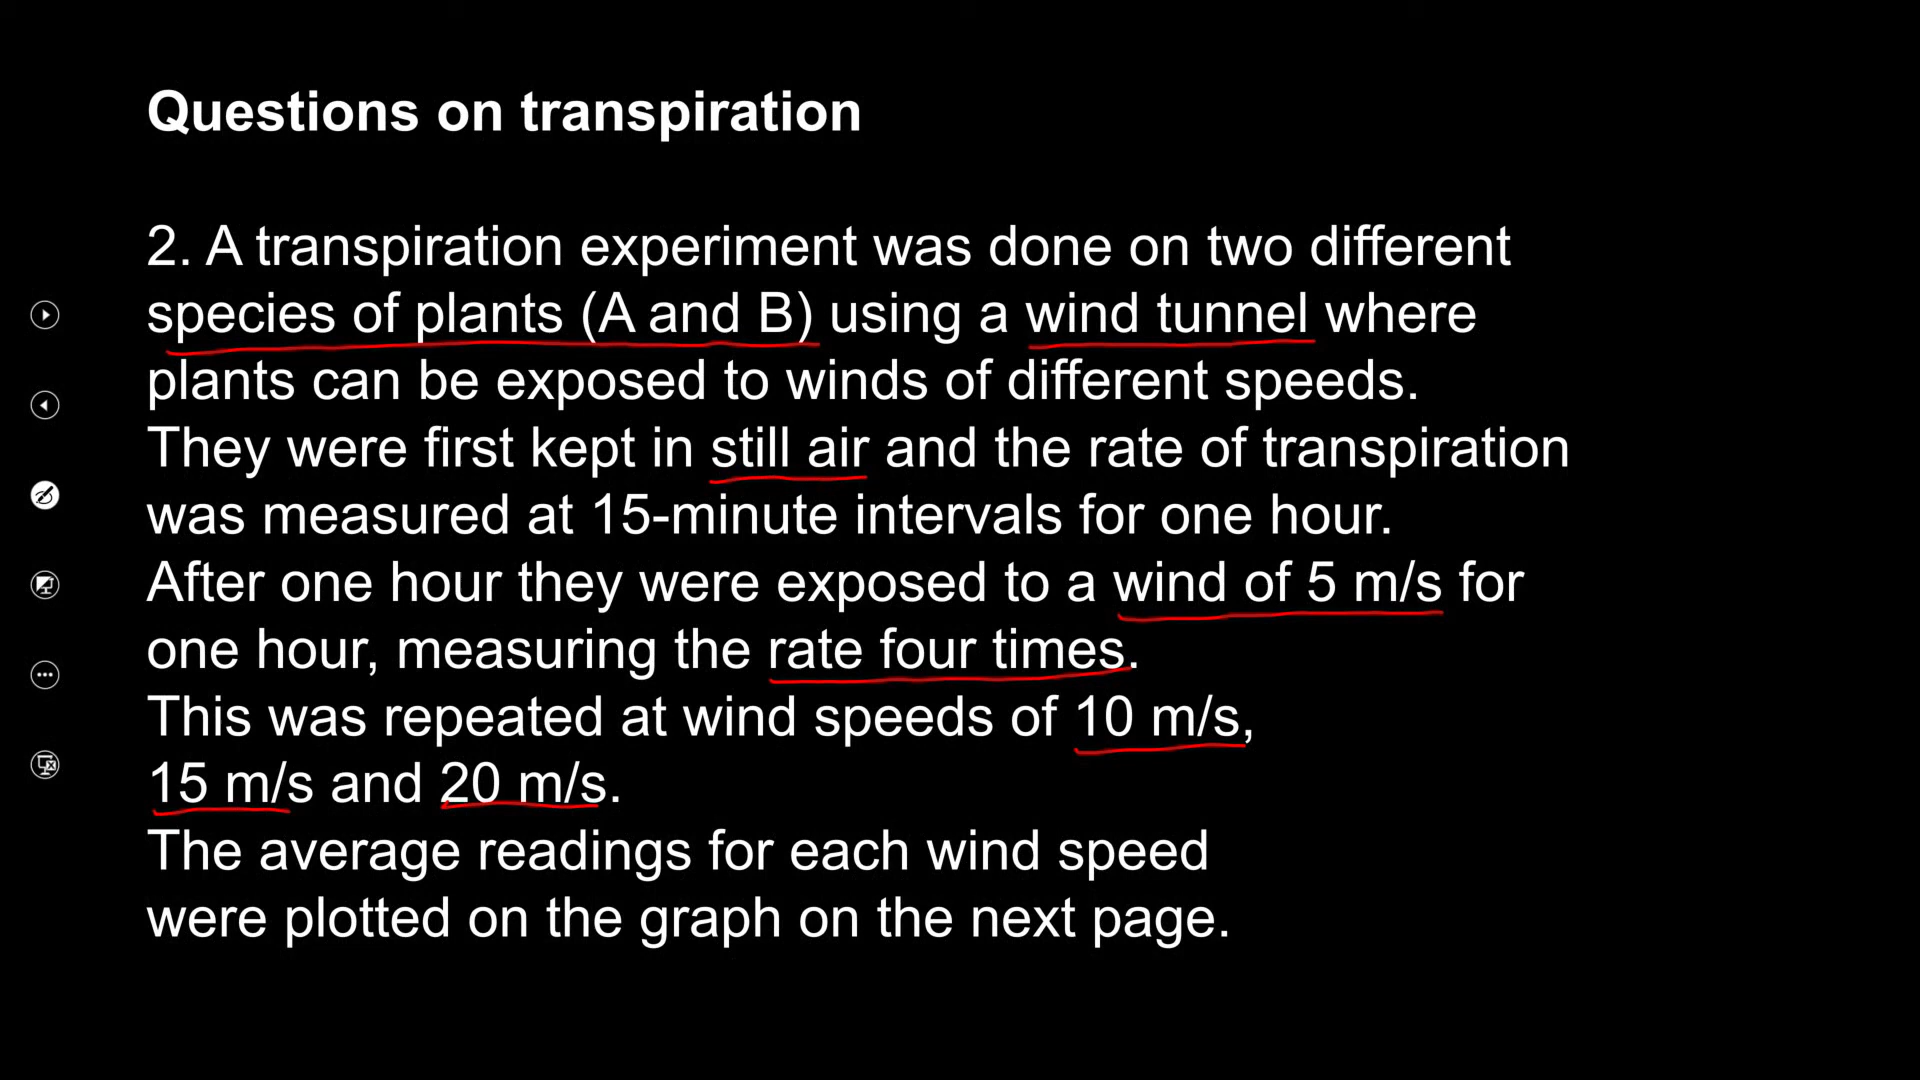 Questions on transpiration
2. A transpiration experiment was done on two different
species of plants (A and B) using a wind tunnel where
plants can be exposed to winds of different speeds.
They were first kept in still air and the rate of transpiration
was measured at 15-minute intervals for one hour.
After one hour they were exposed to a wind of 5 m/s for
one hour, measuring the rate four times.
This was repeated at wind speeds of 10 m/s,
15 m/s and 20 m/s.
The average readings for each wind speed
were plotted on the graph on the next page.